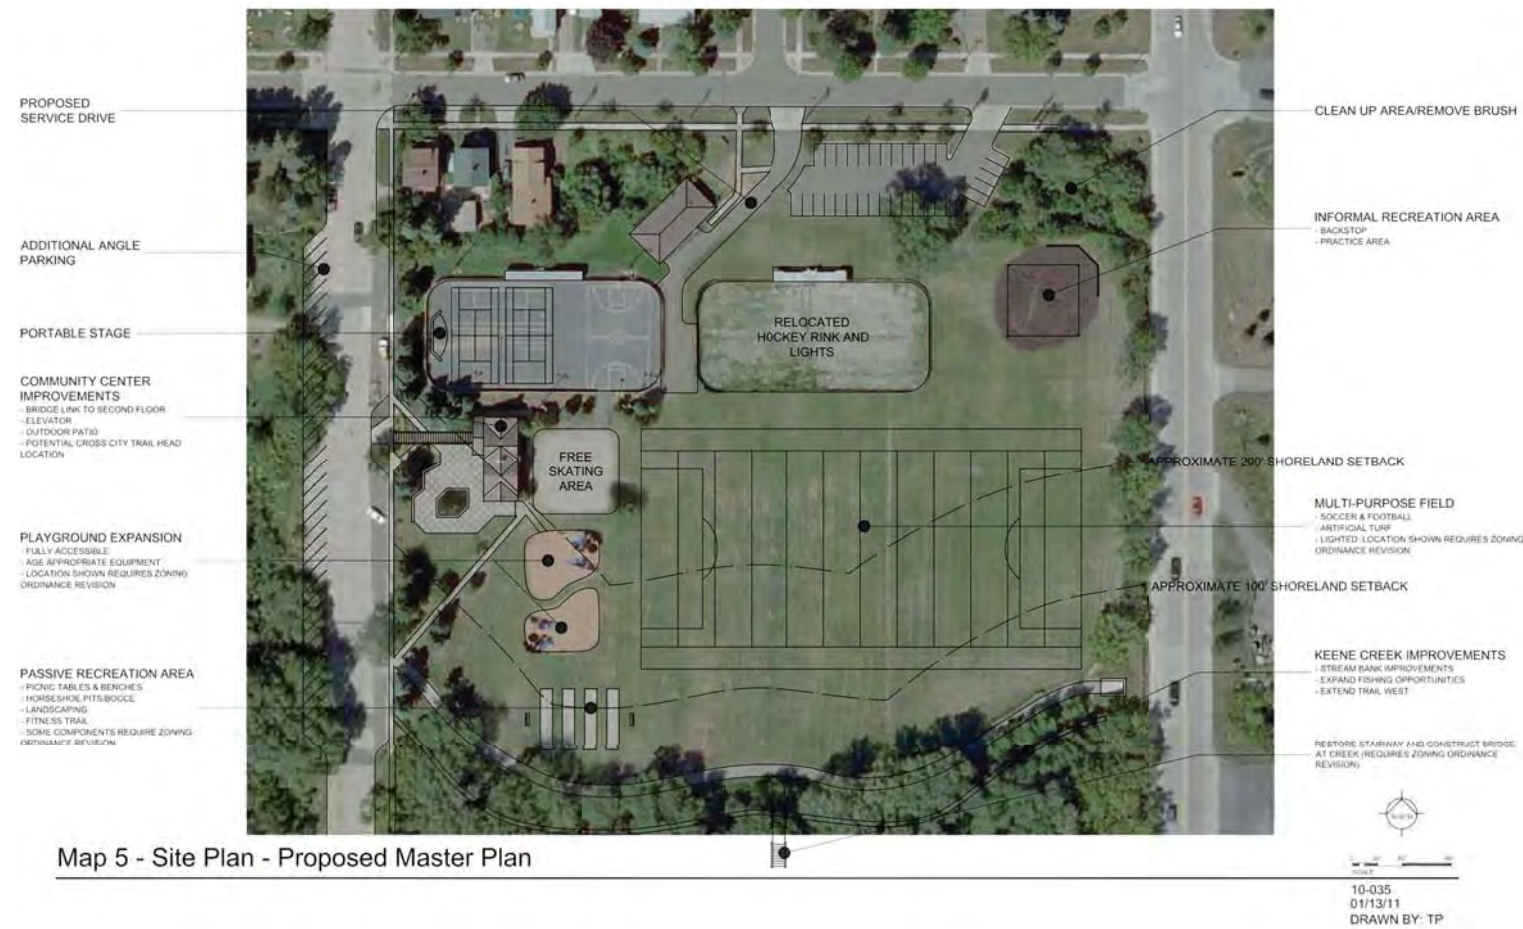 PROPOSED
SERVICE DRIVE
ADDITIONAL ANGLE
PARKING
PORTABLE STAGE
COMMUNITY CENTER
IMPROVEMENTS
- BRIDGE LINK TO SECOND FLOOR
- ELEVATOR
- OUTDOOR PATIO
- POTENTIAL CROSS CITY TRAIL HEAD
LOCATION
PLAYGROUND EXPANSION
- FULLY ACCESSIBLE
- AGE APPROPRIATE EQUIPMENT
- LOCATION SHOWN REQUIRES ZONING
ORDINANCE REVISION
PASSIVE RECREATION AREA
- PICNIC TABLES & BENCHES
- HORSESHOE PITS/BOCCE
- LANDSCAPING
- FITNESS TRAIL
- SOME COMPONENTS REQUIRE ZONING
ORDINANCE REVISION
RELOCATED
HOCKEY RINK AND
LIGHTS
FREE
SKATING
AREA
CLEAN UP AREA/REMOVE BRUSH
INFORMAL RECREATION AREA
- BACKSTOP
- PRACTICE AREA
APPROXIMATE 200' SHORELAND SETBACK
MULTI-PURPOSE FIELD
- SOCCER & FOOTBALL
- ARTIFICIAL TURF
- LIGHTED: LOCATION SHOWN REQUIRES ZONING
ORDINANCE REVISION
APPROXIMATE 100' SHORELAND SETBACK
KEENE CREEK IMPROVEMENTS
- STREAM BANK IMPROVEMENTS
- EXPAND FISHING OPPORTUNITIES
- EXTEND TRAIL WEST
RESTORE STAIRWAY AND CONSTRUCT BRIDGE
AT CREEK (REQUIRES ZONING ORDINANCE
REVISION)
Map 5 - Site Plan - Proposed Master Plan
NORTH
SCALE
10-035
01/13/11
DRAWN BY: TP